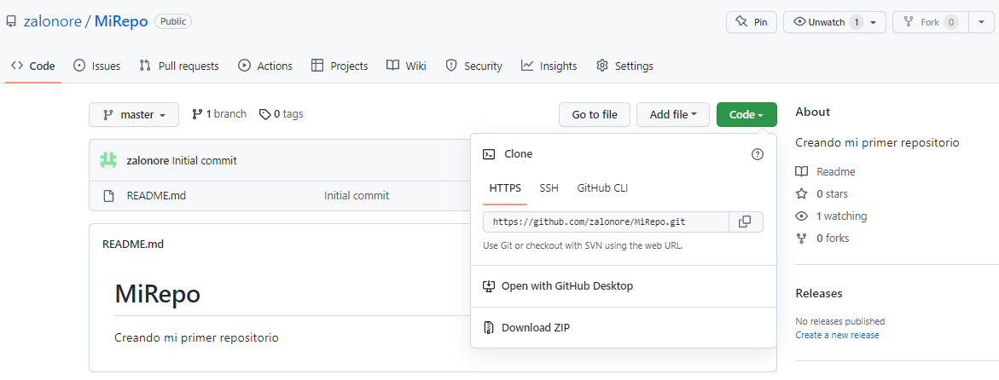 zalonore / MiRepo Public
Pin Unwatch 1 Fork 0
Code Issues Pull requests Actions Projects Wiki Security Insights Settings
master 1 branch 0 tags Go to file Add file Code
zalonore Initial commit
README.md Initial commit
Clone
HTTPS SSH GitHub CLI
https://github.com/zalonore/MiRepo.git
Use Git or checkout with SVN using the web URL.
Open with GitHub Desktop
Download ZIP
README.md
MiRepo
Creando mi primer repositorio
About
Creando mi primer repositorio
Readme
0 stars
1 watching
0 forks
Releases
No releases published
Create a new release